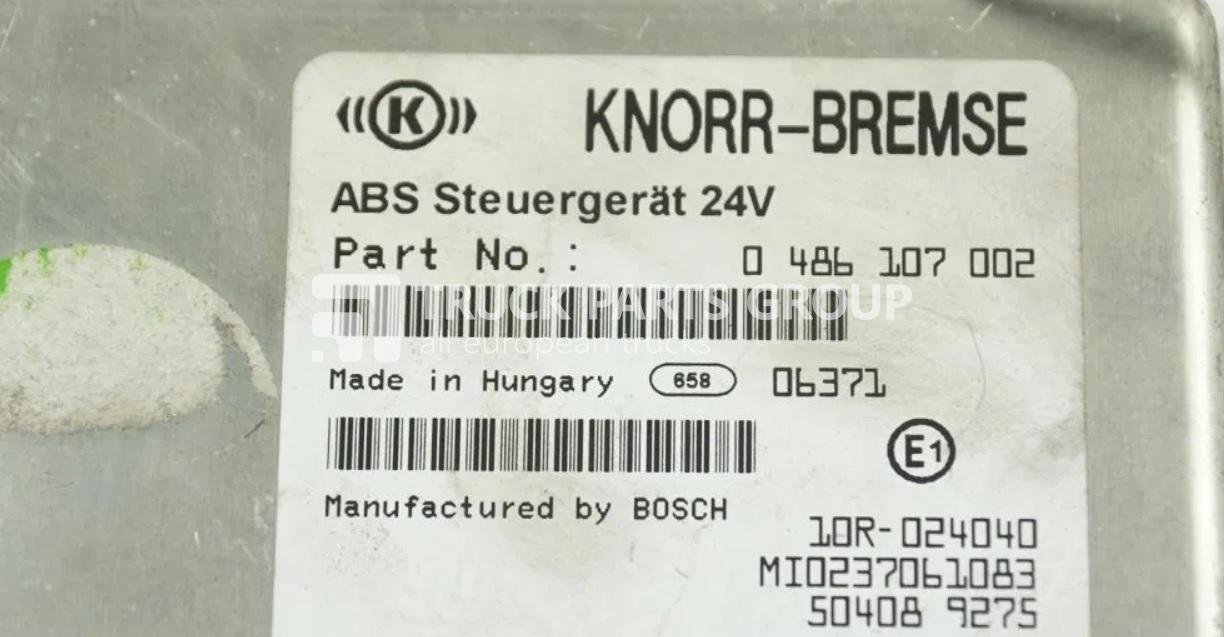 K KNORR-BREMSE
ABS Steuergerät 24V
Part No.: 0 486 107 002
TRUCK PARTS GROUP
all european trucks
Made in Hungary 658 06371
E1
Manufactured by BOSCH
10R-024040
MI0237061083
50408 9275